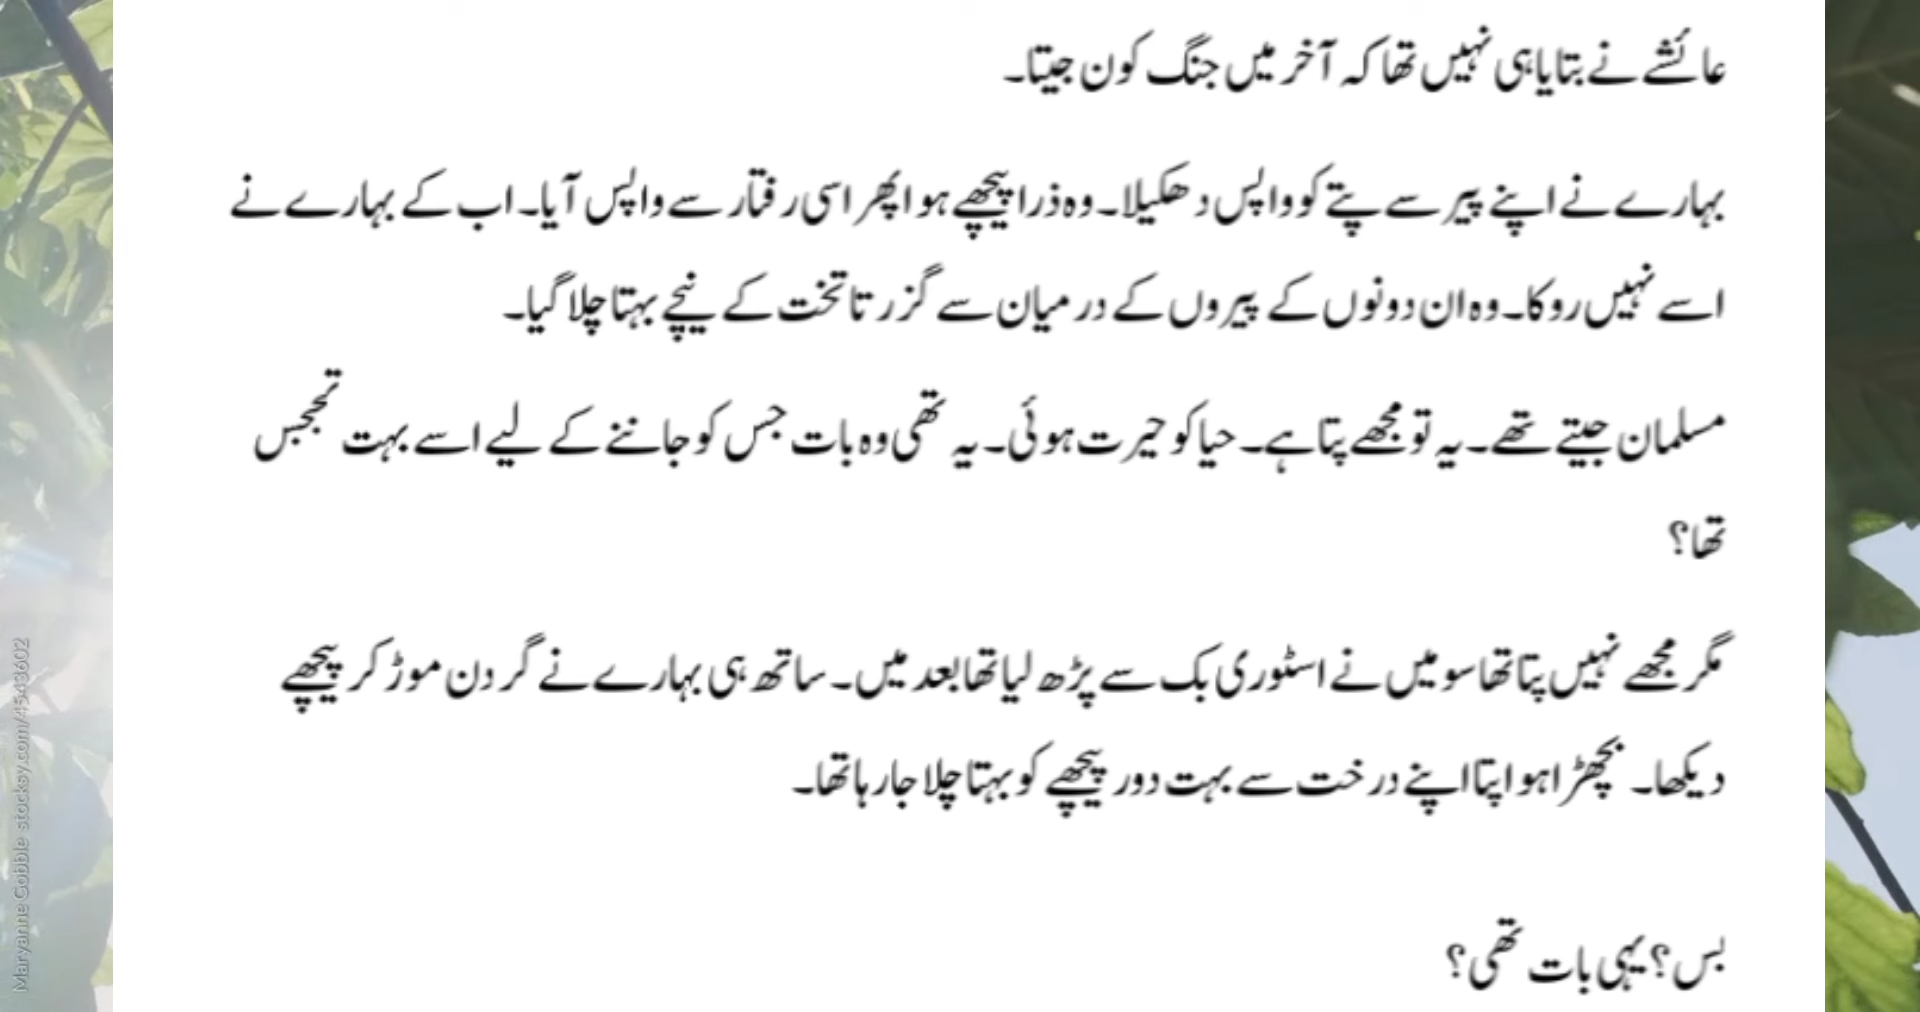 عائشے نے بتایا ہی نہیں تھا کہ آخر میں جنگ کون جیتا۔
بہارے نے اپنے پیر سے پتے کو واپس دھکیلا۔ وہ ذرا پیچھے ہوا پھر اسی رفتار سے واپس آیا۔ اب کے بہارے نے
اسے نہیں روکا۔ وہ ان دونوں کے پیروں کے درمیان سے گزرتا تخت کے نیچے بہتا چلا گیا۔
مسلمان جیتے تھے۔ یہ تو مجھے پتا ہے۔ حیا کو حیرت ہوئی۔ یہ تھی وہ بات جس کو جاننے کے لیے اسے بہت تجسس
تھا؟
مگر مجھے نہیں پتا تھا سو میں نے اسٹوری بک سے پڑھ لیا تھا بعد میں۔ ساتھ ہی بہارے نے گردن موڑ کر پیچھے
دیکھا۔ بچھڑا ہوا پتا اپنے درخت سے بہت دور پیچھے کو بہتا چلا جا رہا تھا۔
بس؟ یہی بات تھی؟
Maryanne Gobble stocksy.com/4543602